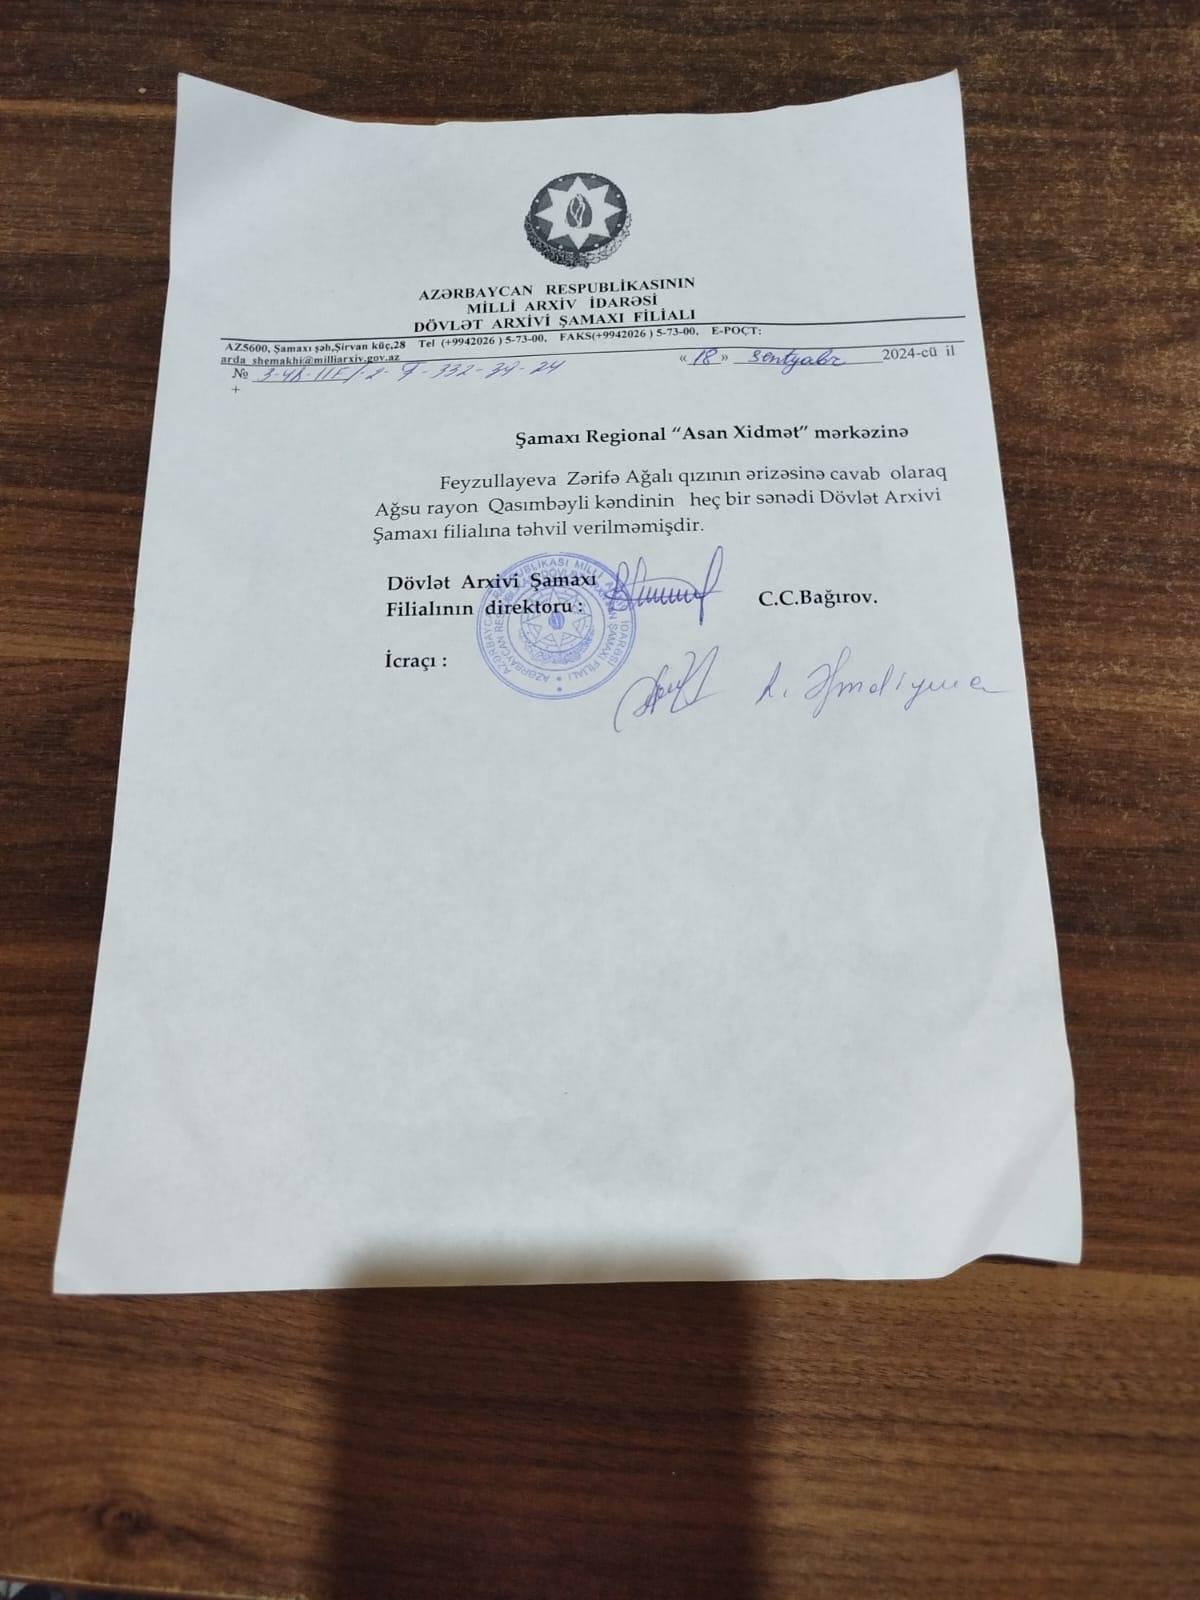 AZƏRBAYCAN RESPUBLİKASININ
MİLLİ ARXİV İDARƏSİ
DÖVLƏT ARXİVİ ŞAMAXI FİLİALI
AZ5600, Şamaxı şəh,Şirvan küç,28 Tel (+9942026 ) 5-73-00, FAKS(+9942026 ) 5-73-00, E-POÇT:
arda_shemakhi@milliarxiv.gov.az
« 18 » sentyabr 2024-cü il
№
+
Şamaxı Regional “Asan Xidmət” mərkəzinə
Feyzullayeva Zərifə Ağalı qızının ərizəsinə cavab olaraq
Ağsu rayon Qasımbəyli kəndinin heç bir sənədi Dövlət Arxivi
Şamaxı filialına təhvil verilməmişdir.
Dövlət Arxivi Şamaxı
Filialının direktoru : C.C.Bağırov.
İcraçı :